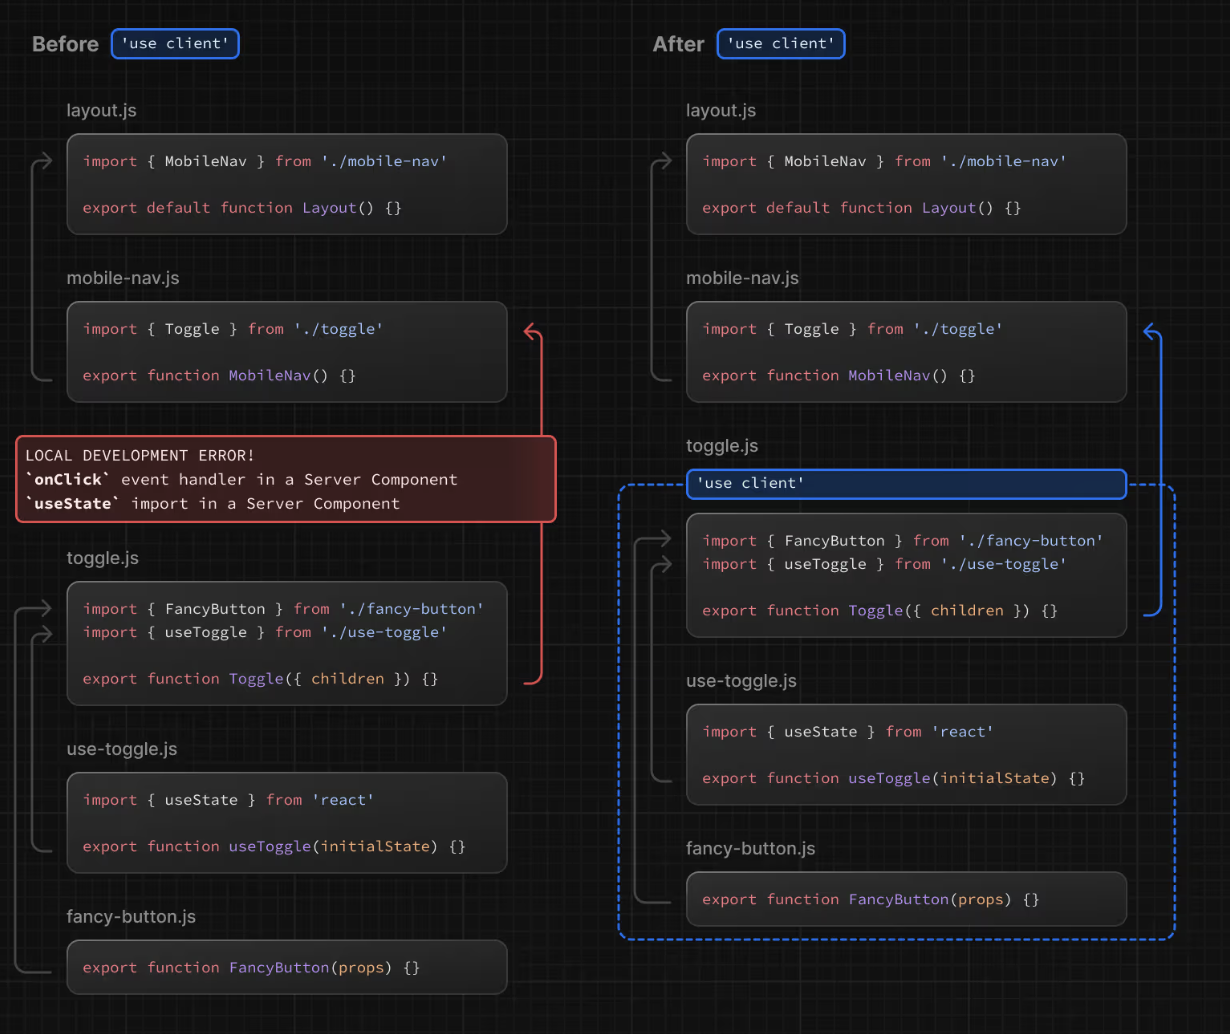 Before 'use client'
layout.js
import { MobileNav } from './mobile-nav'
export default function Layout() {}
mobile-nav.js
import { Toggle } from './toggle'
export function MobileNav() {}
LOCAL DEVELOPMENT ERROR!
`onClick` event handler in a Server Component
`useState` import in a Server Component
toggle.js
import { FancyButton } from './fancy-button'
import { useToggle } from './use-toggle'
export function Toggle({ children }) {}
use-toggle.js
import { useState } from 'react'
export function useToggle(initialState) {}
fancy-button.js
export function FancyButton(props) {}
After 'use client'
layout.js
import { MobileNav } from './mobile-nav'
export default function Layout() {}
mobile-nav.js
import { Toggle } from './toggle'
export function MobileNav() {}
toggle.js
'use client'
import { FancyButton } from './fancy-button'
import { useToggle } from './use-toggle'
export function Toggle({ children }) {}
use-toggle.js
import { useState } from 'react'
export function useToggle(initialState) {}
fancy-button.js
export function FancyButton(props) {}